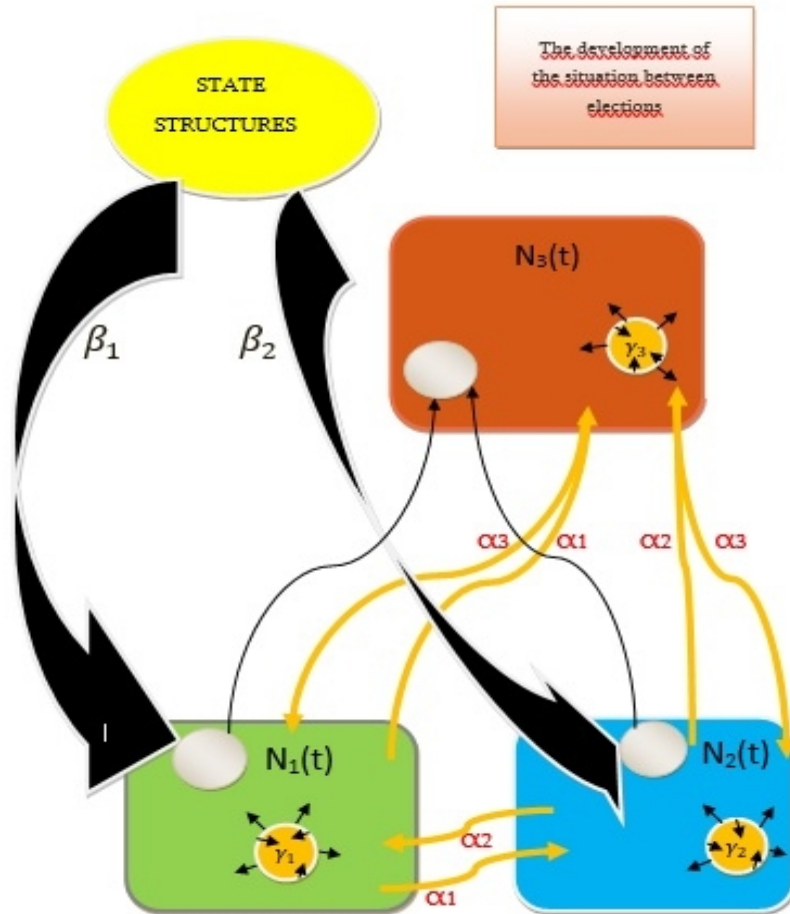 STATE
STRUCTURES
The development of
the situation between
elections
N₃(t)
γ₃
β₁
β₂
α3
α1
α2
α3
N₁(t)
N₂(t)
γ₁
γ₂
α2
α1